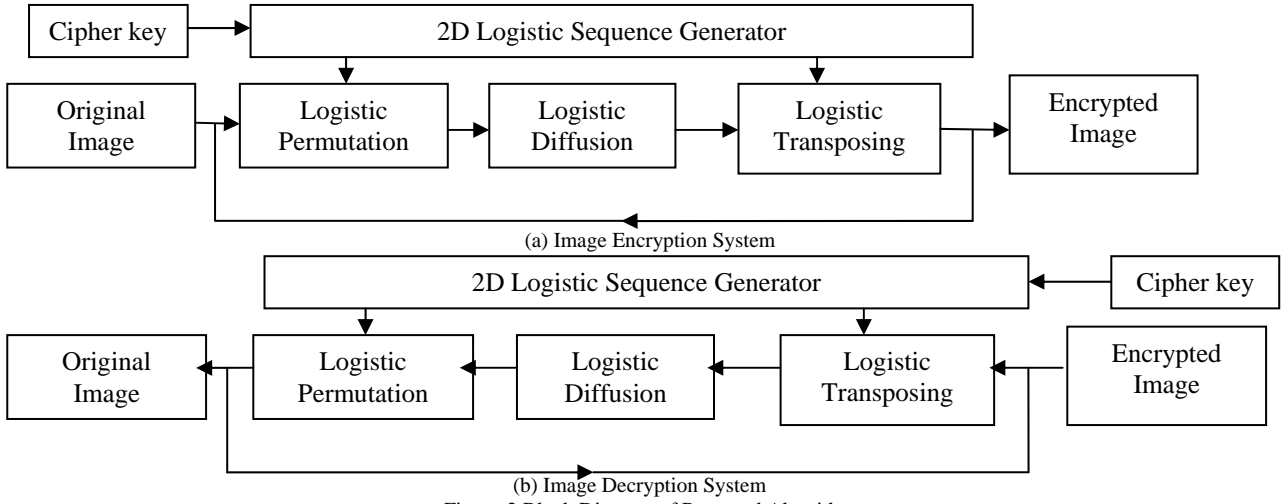 Cipher key
2D Logistic Sequence Generator
Original
Image
Logistic
Permutation
Logistic
Diffusion
Logistic
Transposing
Encrypted
Image
(a) Image Encryption System
2D Logistic Sequence Generator
Cipher key
Original
Image
Logistic
Permutation
Logistic
Diffusion
Logistic
Transposing
Encrypted
Image
(b) Image Decryption System